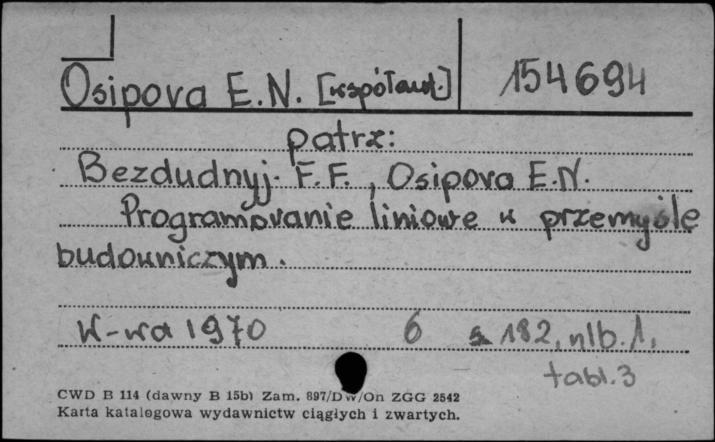 Osipova E.N. [współaut.] 154694
patrz:
Bezdudnyj. F.F., Osipova E.N.
Programowanie liniowe w przemyśle
budowniczym.
W-wa 1970 6 s. 182, nlb. 1,
tabl. 3
CWD B 114 (dawny B 15b) Zam. 897/DW/On ZGG 2542
Karta katalogowa wydawnictw ciągłych i zwartych.